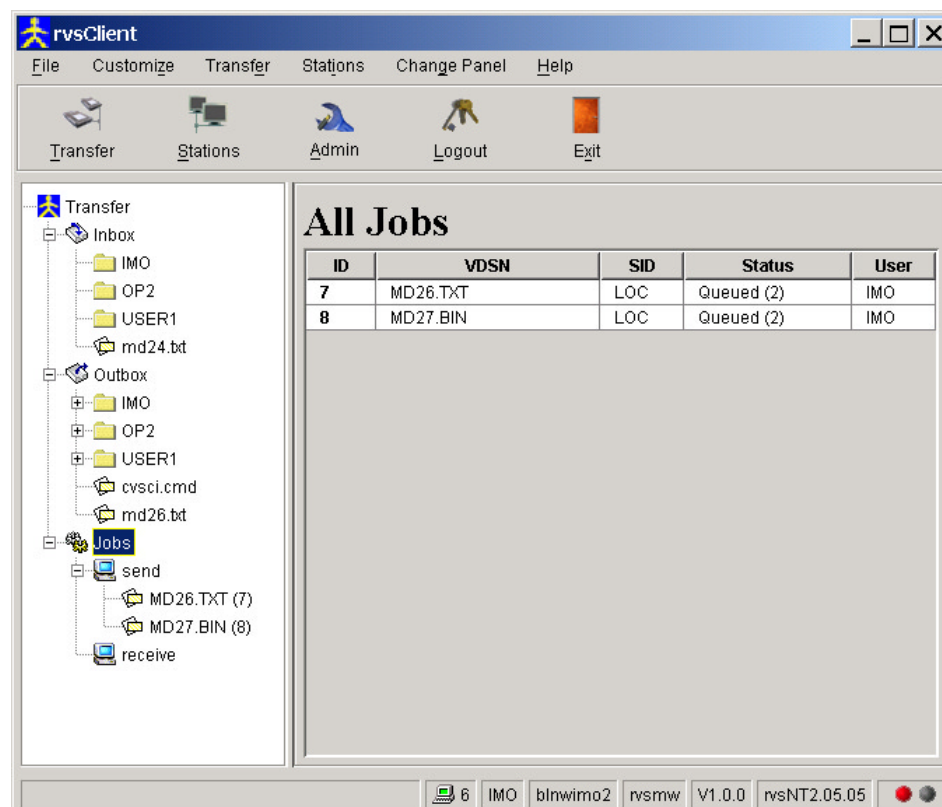 rvsClient
File Customize Transfer Stations Change Panel Help
Transfer Stations Admin Logout Exit
Transfer
Inbox
IMO
OP2
USER1
md24.txt
Outbox
IMO
OP2
USER1
cvsci.cmd
md26.txt
Jobs
send
MD26.TXT (7)
MD27.BIN (8)
receive
All Jobs
ID VDSN SID Status User
7 MD26.TXT LOC Queued (2) IMO
8 MD27.BIN LOC Queued (2) IMO
6 IMO blnwimo2 rvsmw V1.0.0 rvsNT2.05.05